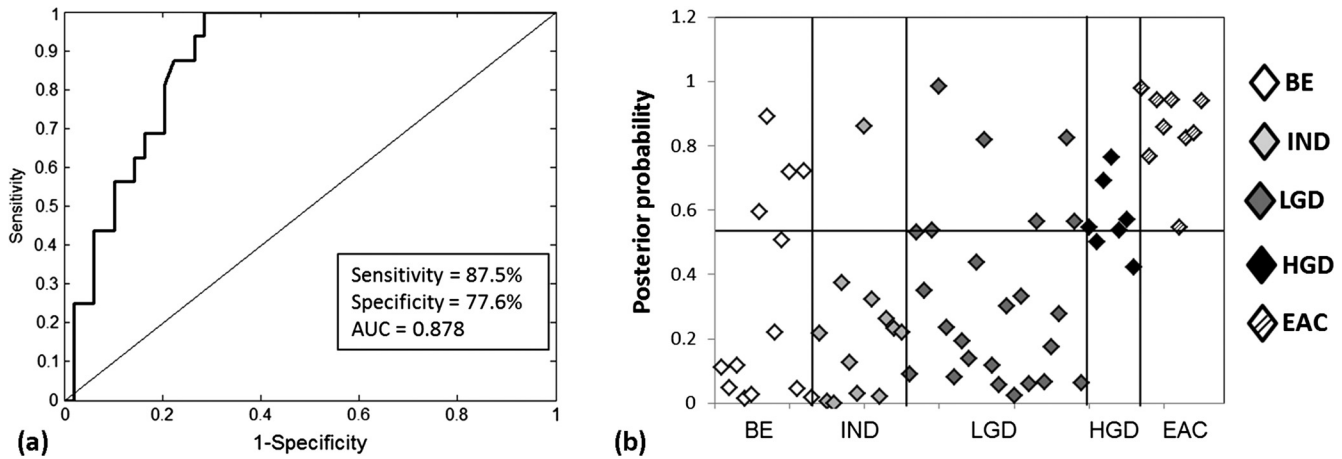 1
0.9
0.8
0.7
0.6
0.5
0.4
0.3
0.2
0.1
0
Sensitivity
Sensitivity = 87.5%
Specificity = 77.6%
AUC = 0.878
0 0.2 0.4 0.6 0.8 1
1-Specificity
(a)
1.2
1
0.8
0.6
0.4
0.2
0
Posterior probability
BE IND LGD HGD EAC
(b)
BE
IND
LGD
HGD
EAC